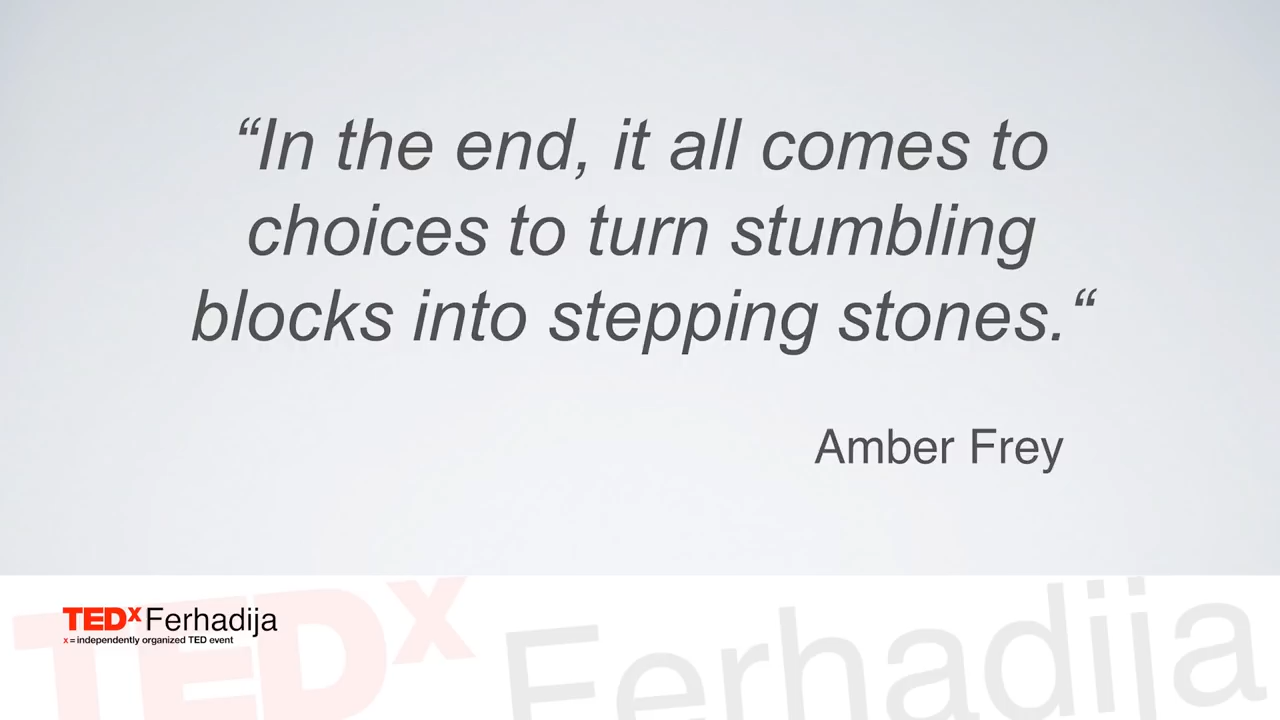 “In the end, it all comes to
choices to turn stumbling
blocks into stepping stones.“
Amber Frey
TEDx Ferhadija
x = independently organized TED event
TEDx Ferhadija